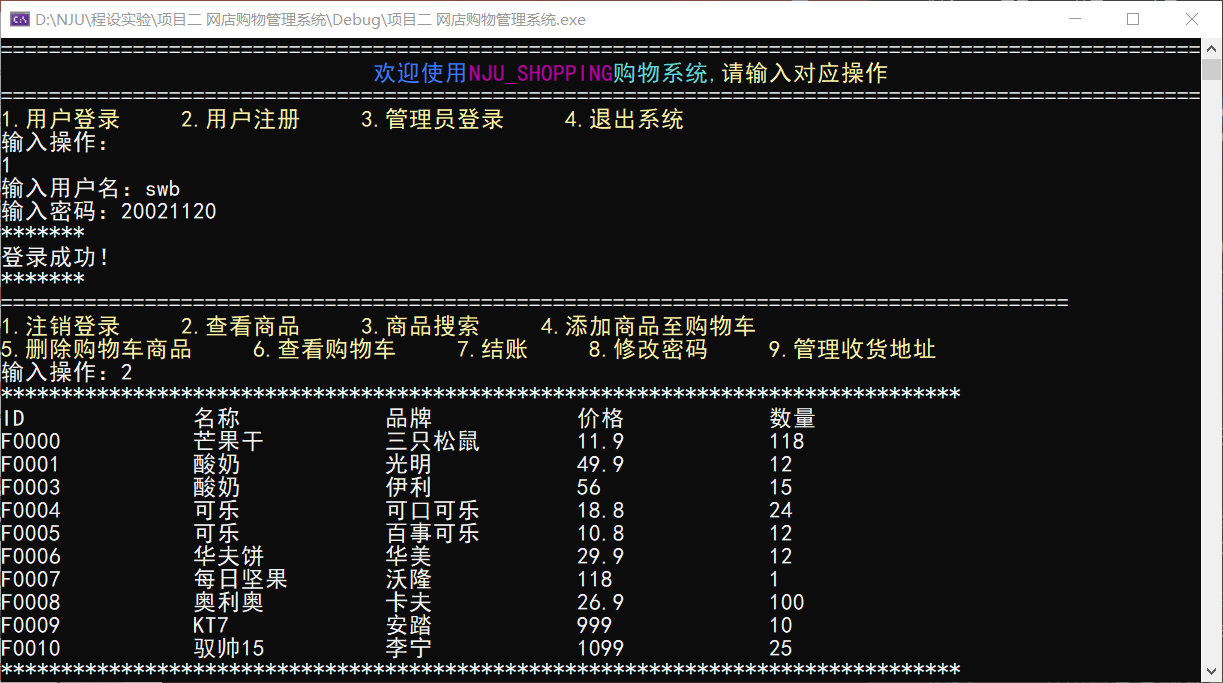 D:\NJU\程设实验\项目二 网店购物管理系统\Debug\项目二 网店购物管理系统.exe
====================================================================================================
欢迎使用NJU_SHOPPING购物系统,请输入对应操作
====================================================================================================
1.用户登录 2.用户注册 3.管理员登录 4.退出系统
输入操作：
1
输入用户名：swb
输入密码：20021120
*******
登录成功！
*******
=========================================================================================
1.注销登录 2.查看商品 3.商品搜索 4.添加商品至购物车
5.删除购物车商品 6.查看购物车 7.结账 8.修改密码 9.管理收货地址
输入操作：2
********************************************************************************
ID 名称 品牌 价格 数量
F0000 芒果干 三只松鼠 11.9 118
F0001 酸奶 光明 49.9 12
F0003 酸奶 伊利 56 15
F0004 可乐 可口可乐 18.8 24
F0005 可乐 百事可乐 10.8 12
F0006 华夫饼 华美 29.9 12
F0007 每日坚果 沃隆 118 1
F0008 奥利奥 卡夫 26.9 100
F0009 KT7 安踏 999 10
F0010 驭帅15 李宁 1099 25
********************************************************************************